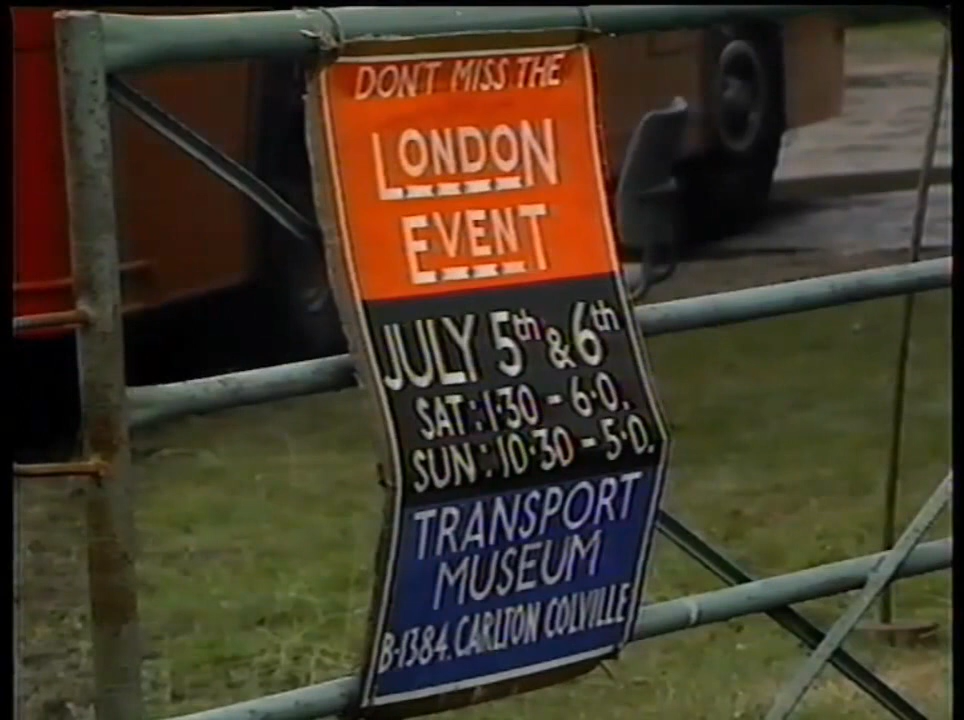 DON'T MISS THE
LONDON
EVENT
JULY 5th & 6th
SAT: 1·30 - 6·0.
SUN: 10·30 - 5·0.
TRANSPORT
MUSEUM
B-1384. CARLTON COLVILLE